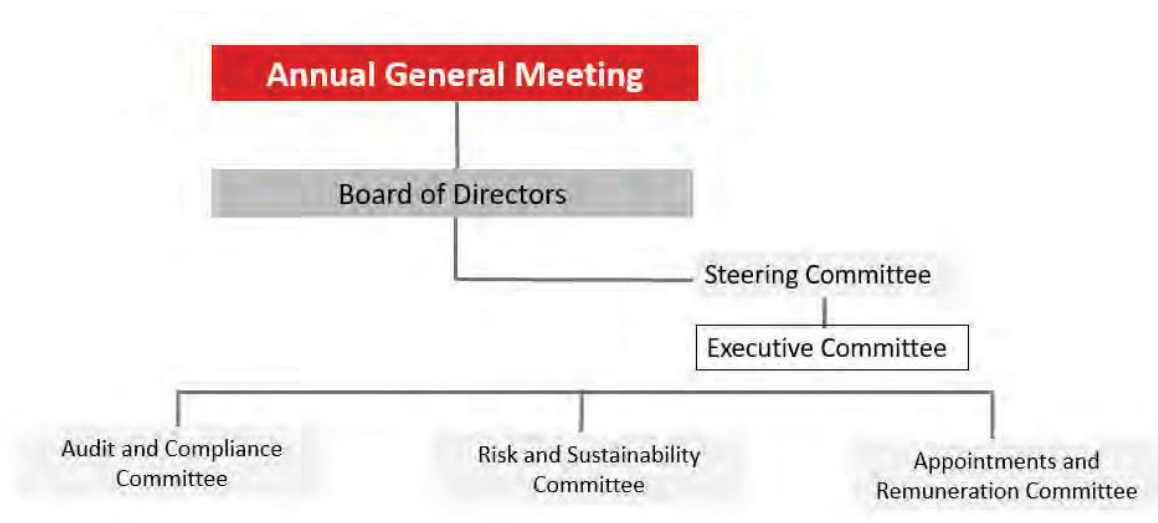 Annual General Meeting
Board of Directors
Steering Committee
Executive Committee
Audit and Compliance
Committee
Risk and Sustainability
Committee
Appointments and
Remuneration Committee